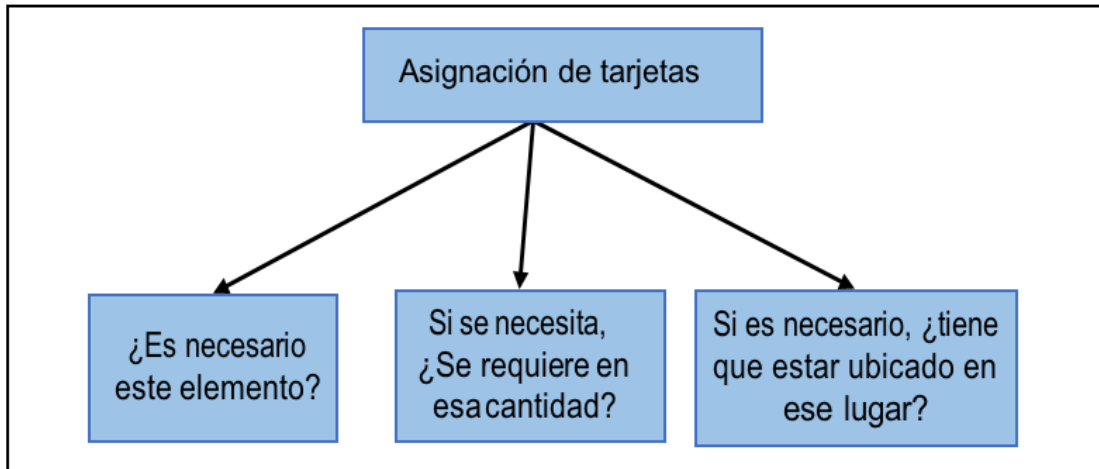 Asignación de tarjetas
¿Es necesario
este elemento?
Si se necesita,
¿Se requiere en
esa cantidad?
Si es necesario, ¿tiene
que estar ubicado en
ese lugar?